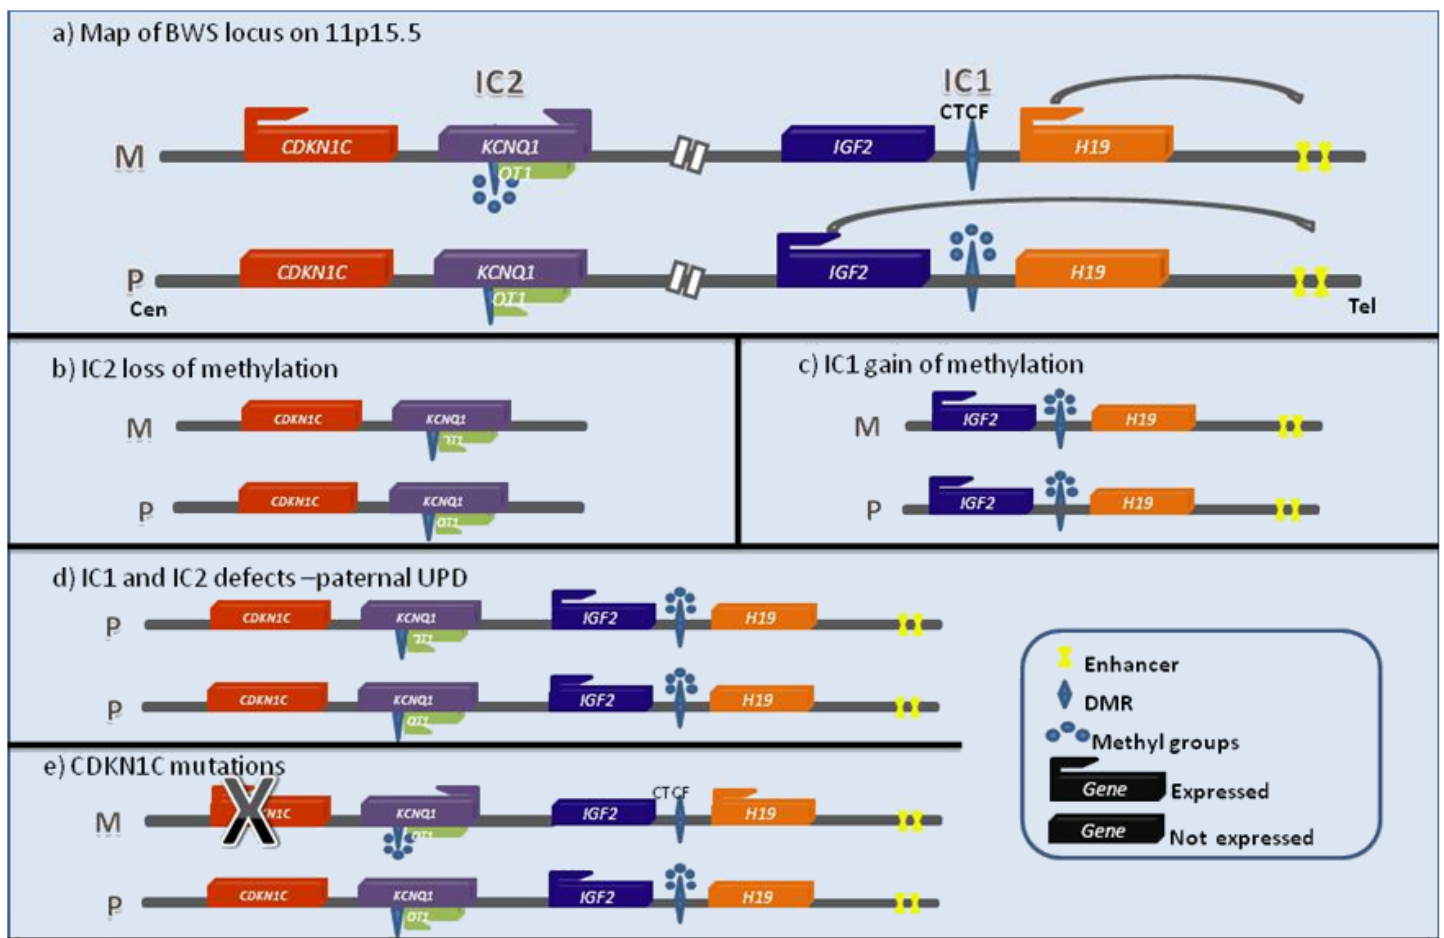 a) Map of BWS locus on 11p15.5
IC2
IC1
CTCF
M
CDKN1C
KCNQ1
OT1
IGF2
H19
P
CDKN1C
KCNQ1
OT1
IGF2
H19
Cen
Tel
b) IC2 loss of methylation
M
CDKN1C
KCNQ1
P
CDKN1C
KCNQ1
OT1
c) IC1 gain of methylation
M
IGF2
H19
P
IGF2
H19
d) IC1 and IC2 defects –paternal UPD
P
CDKN1C
KCNQ1
IGF2
H19
P
CDKN1C
KCNQ1
OT1
IGF2
H19
e) CDKN1C mutations
CTCF
M
KCNQ1
OT1
IGF2
H19
P
CDKN1C
KCNQ1
OT1
IGF2
H19
Enhancer
DMR
Methyl groups
Gene Expressed
Gene Not expressed